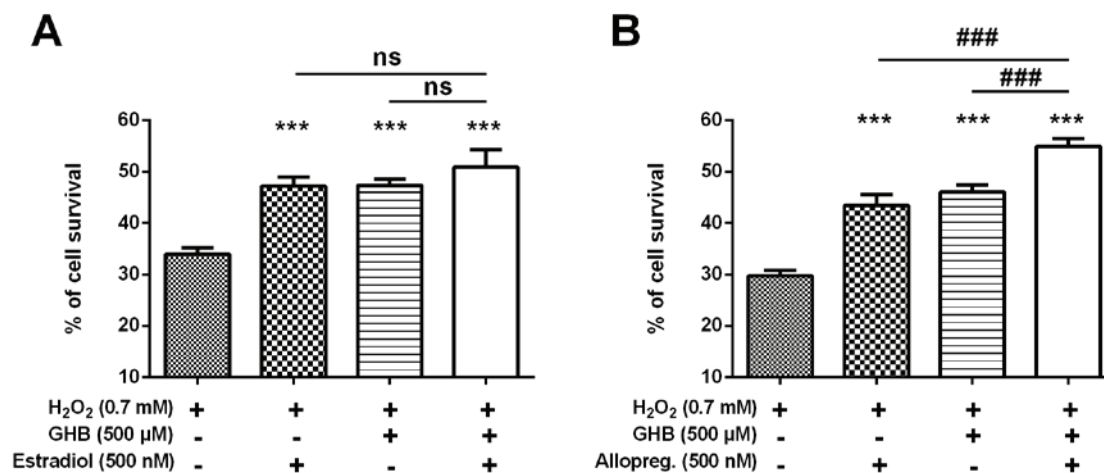 A
ns
ns
*** *** ***
60
50
40
30
20
10
% of cell survival
H₂O₂ (0.7 mM) + + + +
GHB (500 µM) - - + +
Estradiol (500 nM) - + - +
B
###
###
*** *** ***
60
50
40
30
20
10
% of cell survival
H₂O₂ (0.7 mM) + + + +
GHB (500 µM) - - + +
Allopreg. (500 nM) - + - +